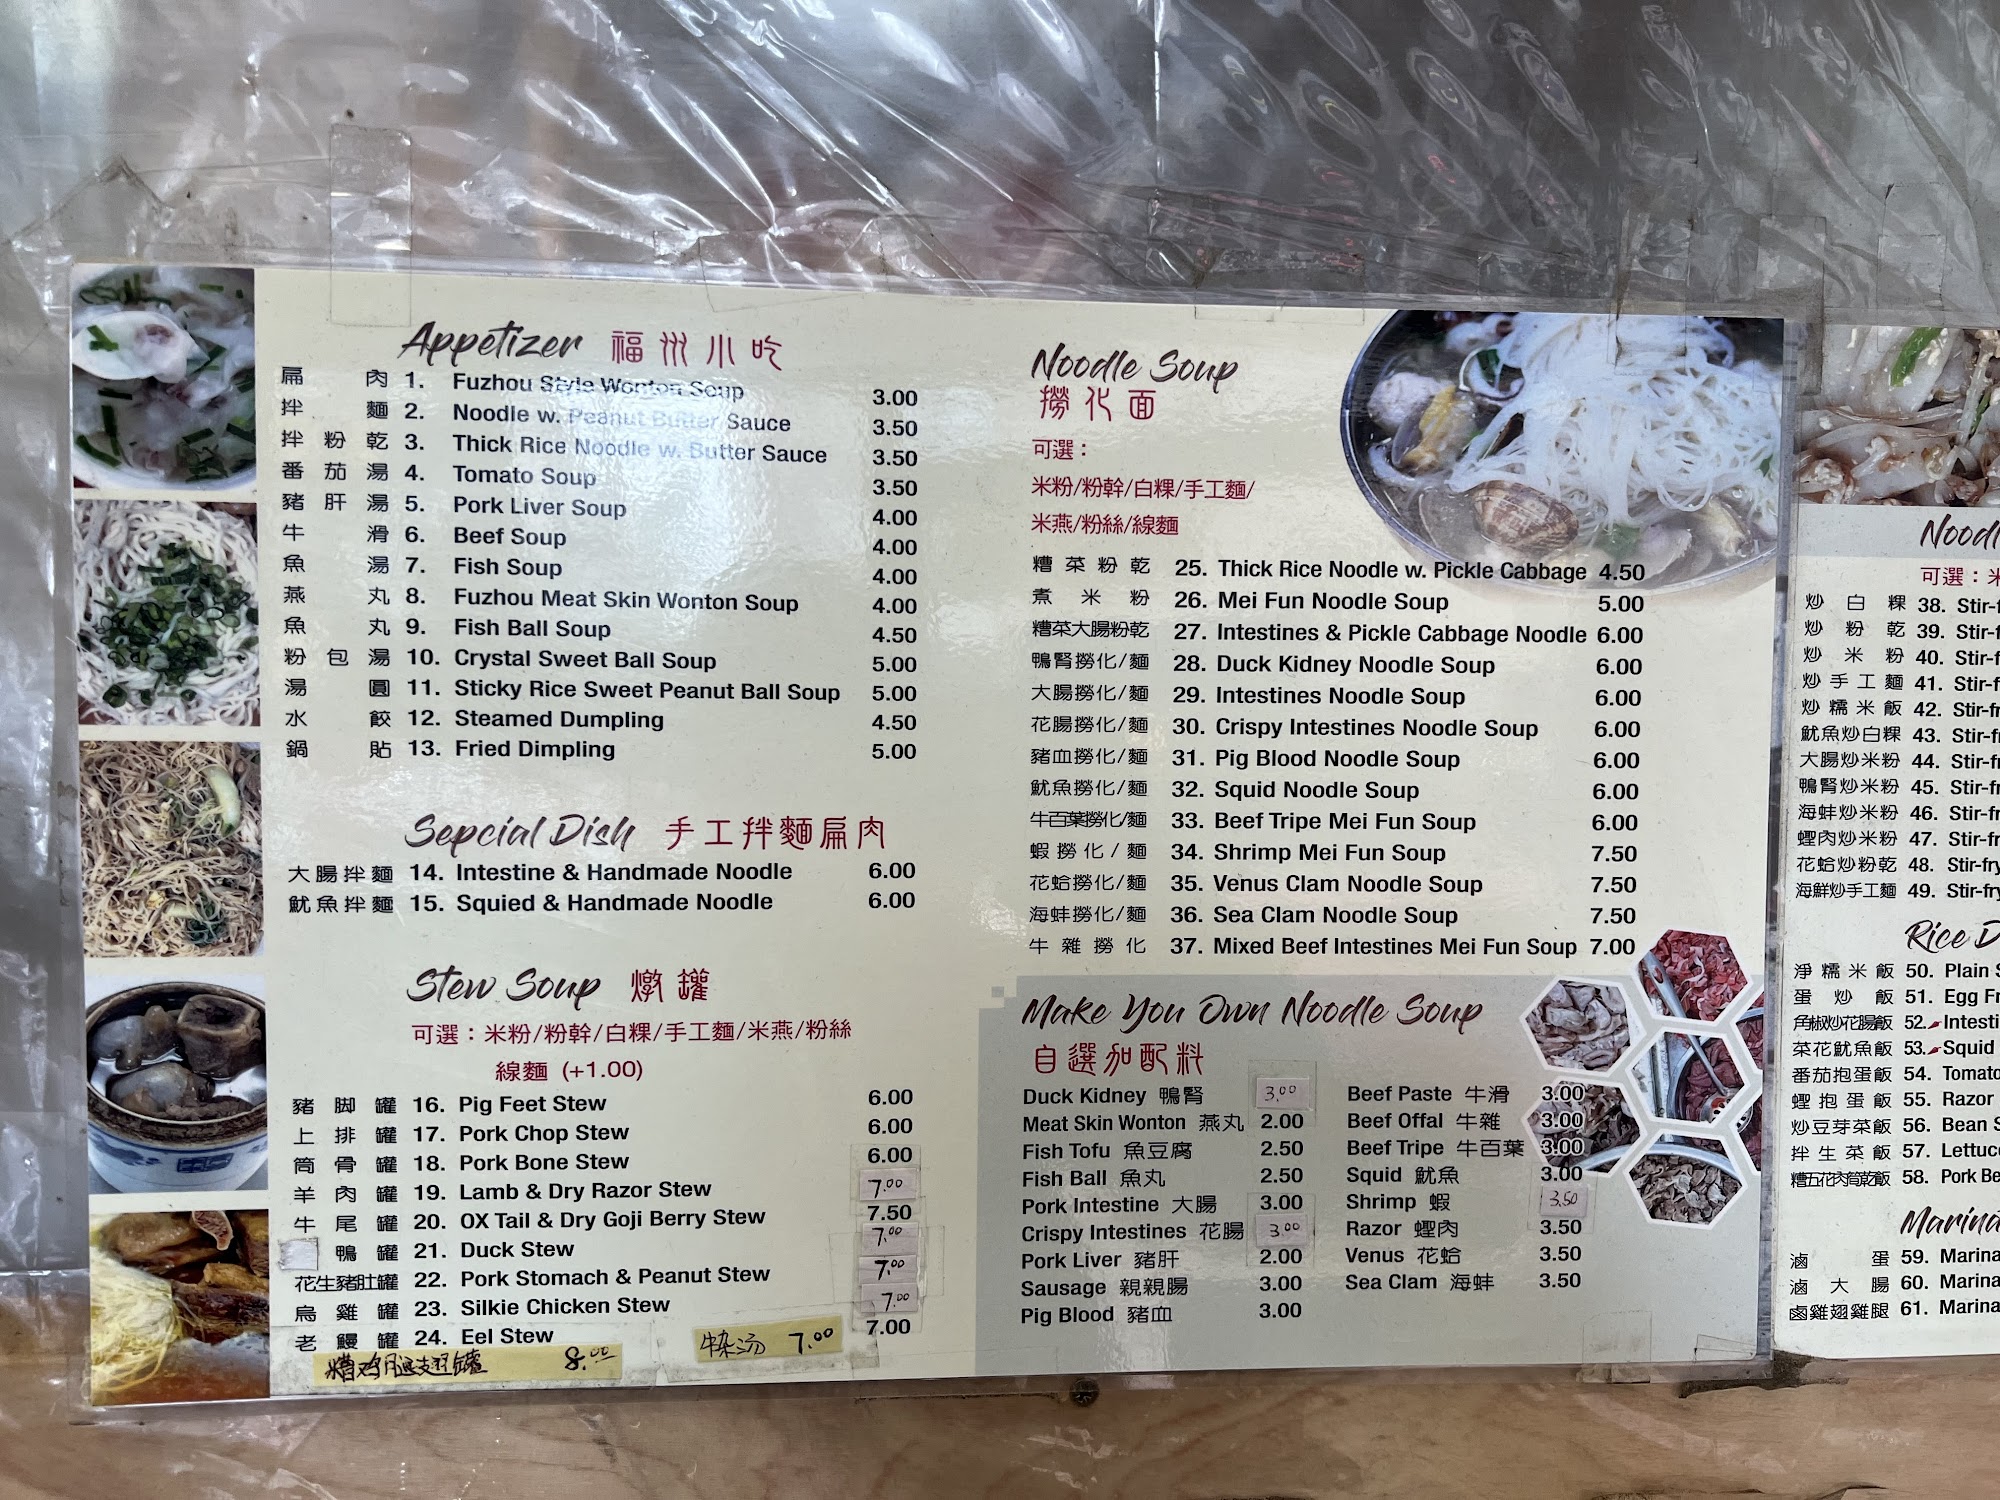 Appetizer 福州小吃
扁肉 1. Fuzhou Style Wonton Soup 3.00
拌麵 2. Noodle w. Peanut Butter Sauce 3.50
拌粉乾 3. Thick Rice Noodle w. Butter Sauce 3.50
番茄湯 4. Tomato Soup 3.50
豬肝湯 5. Pork Liver Soup 4.00
牛滑 6. Beef Soup 4.00
魚湯 7. Fish Soup 4.00
燕丸 8. Fuzhou Meat Skin Wonton Soup 4.00
魚丸 9. Fish Ball Soup 4.50
粉包湯 10. Crystal Sweet Ball Soup 5.00
湯圓 11. Sticky Rice Sweet Peanut Ball Soup 5.00
水餃 12. Steamed Dumpling 4.50
鍋貼 13. Fried Dimpling 5.00
Sepcial Dish 手工拌麵扁肉
大腸拌麵 14. Intestine & Handmade Noodle 6.00
魷魚拌麵 15. Squied & Handmade Noodle 6.00
Stew Soup 燉罐
可選：米粉/粉幹/白粿/手工麵/米燕/粉絲
線麵 (+1.00)
豬脚罐 16. Pig Feet Stew 6.00
上排罐 17. Pork Chop Stew 6.00
筒骨罐 18. Pork Bone Stew 6.00
羊肉罐 19. Lamb & Dry Razor Stew 7.00
牛尾罐 20. OX Tail & Dry Goji Berry Stew 7.50
鴨罐 21. Duck Stew 7.00
花生豬肚罐 22. Pork Stomach & Peanut Stew 7.00
烏雞罐 23. Silkie Chicken Stew 7.00
老鰻罐 24. Eel Stew 7.00
糟鸡腿翅罐 8.00
牛杂汤 7.00
Noodle Soup
撈化面
可選：
米粉/粉幹/白粿/手工麵/
米燕/粉絲/線麵
糟菜粉乾 25. Thick Rice Noodle w. Pickle Cabbage 4.50
煮米粉 26. Mei Fun Noodle Soup 5.00
糟菜大腸粉乾 27. Intestines & Pickle Cabbage Noodle 6.00
鴨腎撈化/麵 28. Duck Kidney Noodle Soup 6.00
大腸撈化/麵 29. Intestines Noodle Soup 6.00
花腸撈化/麵 30. Crispy Intestines Noodle Soup 6.00
豬血撈化/麵 31. Pig Blood Noodle Soup 6.00
魷魚撈化/麵 32. Squid Noodle Soup 6.00
牛百葉撈化/麵 33. Beef Tripe Mei Fun Soup 6.00
蝦撈化/麵 34. Shrimp Mei Fun Soup 7.50
花蛤撈化/麵 35. Venus Clam Noodle Soup 7.50
海蚌撈化/麵 36. Sea Clam Noodle Soup 7.50
牛雜撈化 37. Mixed Beef Intestines Mei Fun Soup 7.00
Make You Own Noodle Soup
自選加配料
Duck Kidney 鴨腎 3.00
Meat Skin Wonton 燕丸 2.00
Fish Tofu 魚豆腐 2.50
Fish Ball 魚丸 2.50
Pork Intestine 大腸 3.00
Crispy Intestines 花腸 3.00
Pork Liver 豬肝 2.00
Sausage 親親腸 3.00
Pig Blood 豬血 3.00
Beef Paste 牛滑 3.00
Beef Offal 牛雜 3.00
Beef Tripe 牛百葉 3.00
Squid 魷魚 3.00
Shrimp 蝦 3.50
Razor 蟶肉 3.50
Venus 花蛤 3.50
Sea Clam 海蚌 3.50
可選：
炒白粿 38.
炒粉乾 39.
炒米粉 40.
炒手工麵 41.
炒糯米飯 42.
魷魚炒白粿 43.
大腸炒米粉 44.
鴨腎炒米粉 45.
海蚌炒米粉 46.
蟶肉炒米粉 47.
花蛤炒粉乾 48.
海鮮炒手工麵 49.
Rice
淨糯米飯 50. Plain
蛋炒飯 51. Egg
角椒炒花腸飯 52.
菜花魷魚飯 53. Squid
番茄抱蛋飯 54.
蟶抱蛋飯 55. Razor
炒豆芽菜飯 56. Bean
拌生菜飯 57.
糟五花肉筍乾飯 58. Pork
滷蛋 59.
滷大腸 60.
鹵雞翅雞腿 61.